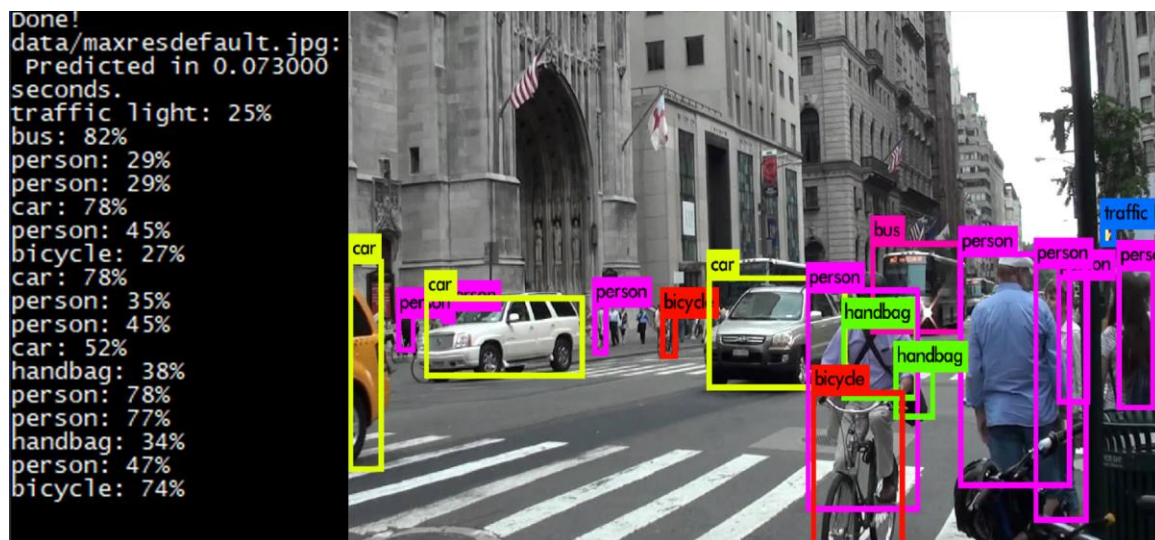 Done!
data/maxresdefault.jpg:
 Predicted in 0.073000
seconds.
traffic light: 25%
bus: 82%
person: 29%
person: 29%
car: 78%
person: 45%
bicycle: 27%
car: 78%
person: 35%
person: 45%
car: 52%
handbag: 38%
person: 78%
person: 77%
handbag: 34%
person: 47%
bicycle: 74%
traffic
bus
person
person
car
car
car
person
person
handbag
bicycle
handbag
bicycle